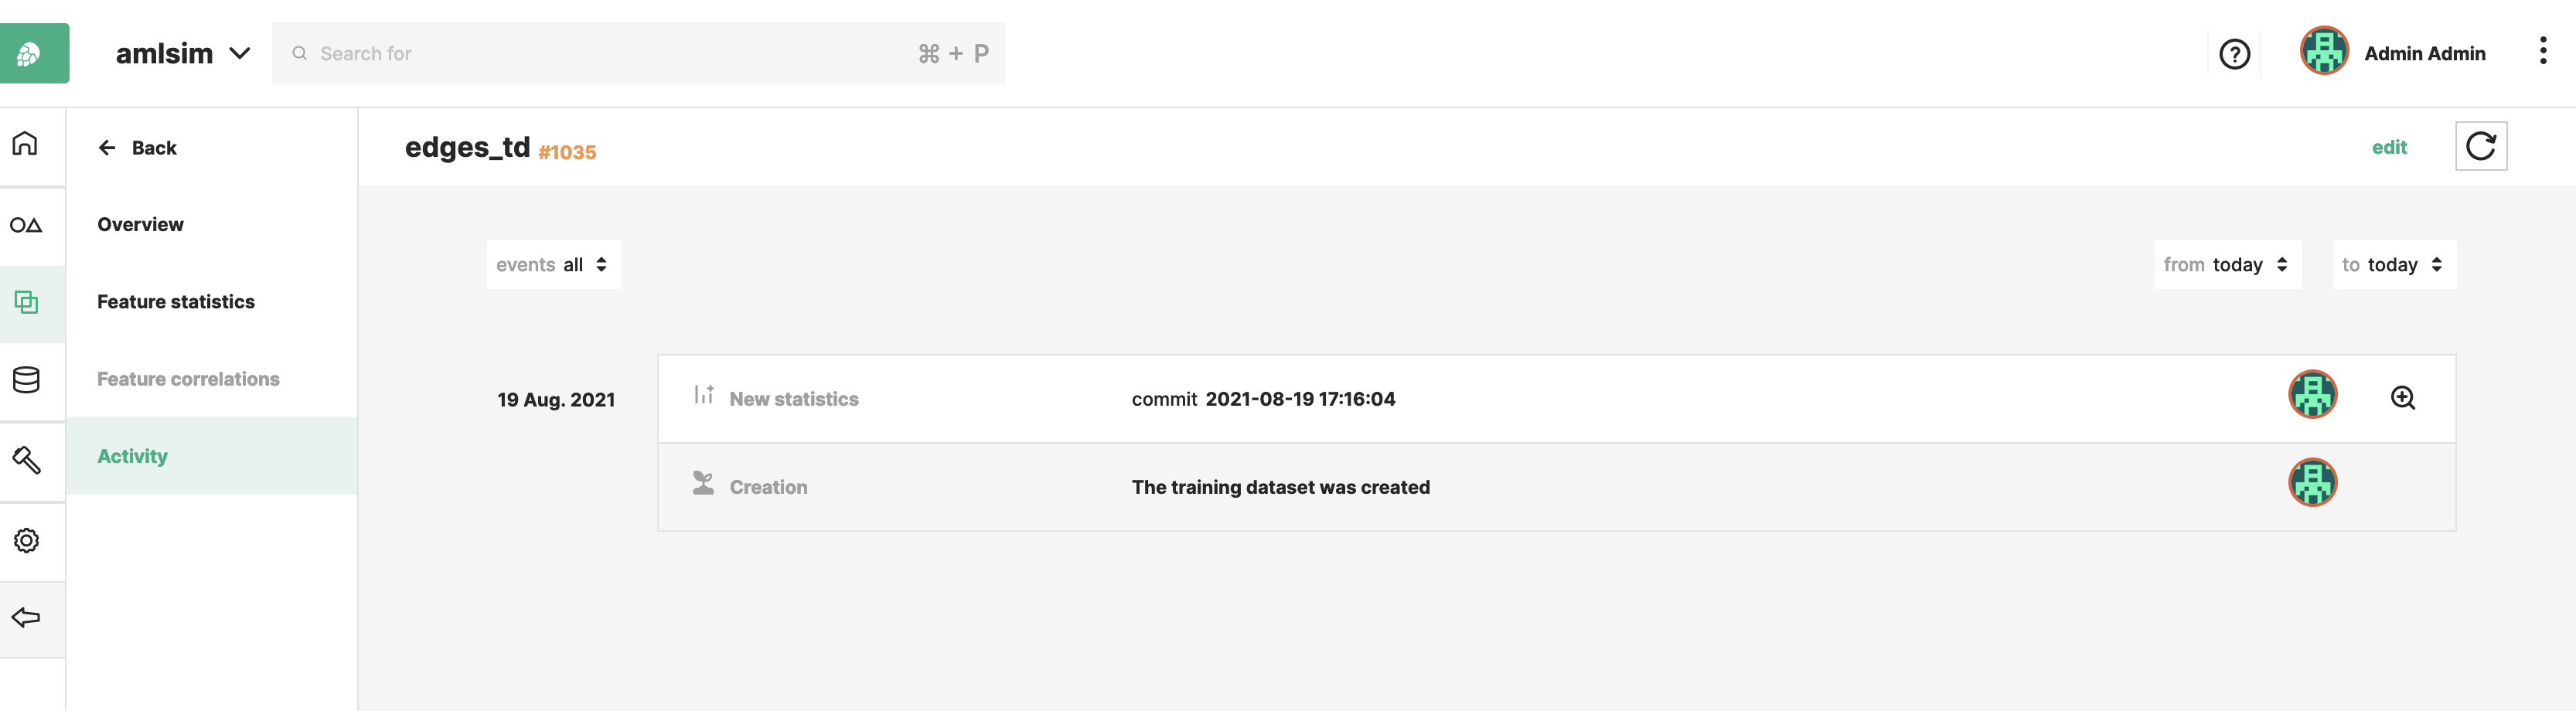 amlsim
Search for ⌘ + P
Admin Admin
Back
Overview
Feature statistics
Feature correlations
Activity
edges_td #1035
edit
events all
from today
to today
19 Aug. 2021
New statistics
commit 2021-08-19 17:16:04
Creation
The training dataset was created